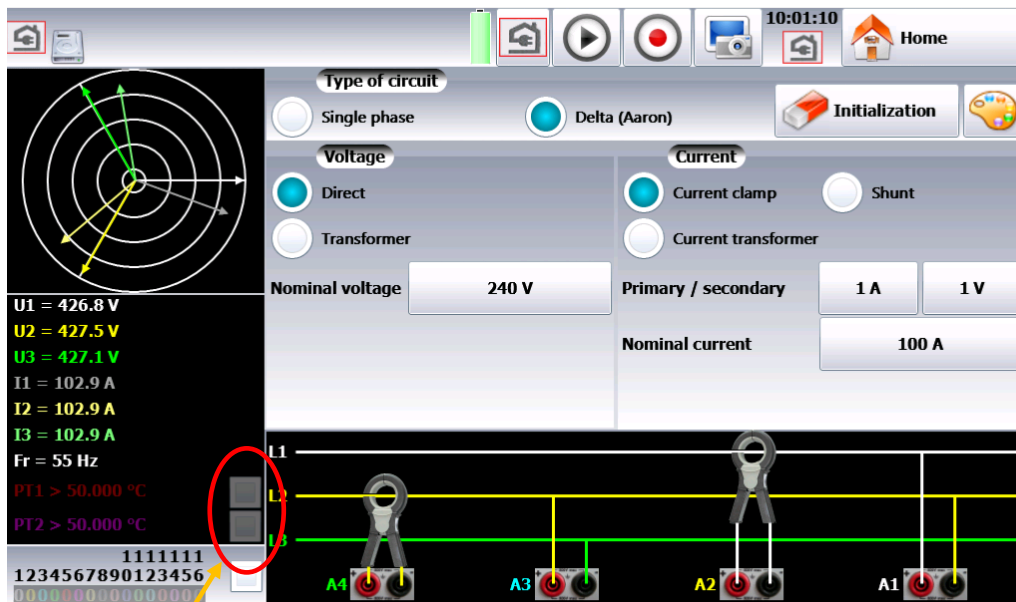 10:01:10
Home
Type of circuit
Single phase
Delta (Aaron)
Initialization
Voltage
Current
Direct
Current clamp
Shunt
Transformer
Current transformer
Nominal voltage
240 V
Primary / secondary
1 A
1 V
Nominal current
100 A
U1 = 426.8 V
U2 = 427.5 V
U3 = 427.1 V
I1 = 102.9 A
I2 = 102.9 A
I3 = 102.9 A
Fr = 55 Hz
PT1 > 50.000 °C
PT2 > 50.000 °C
1111111
1234567890123456
L1
L2
L3
A4
A3
A2
A1